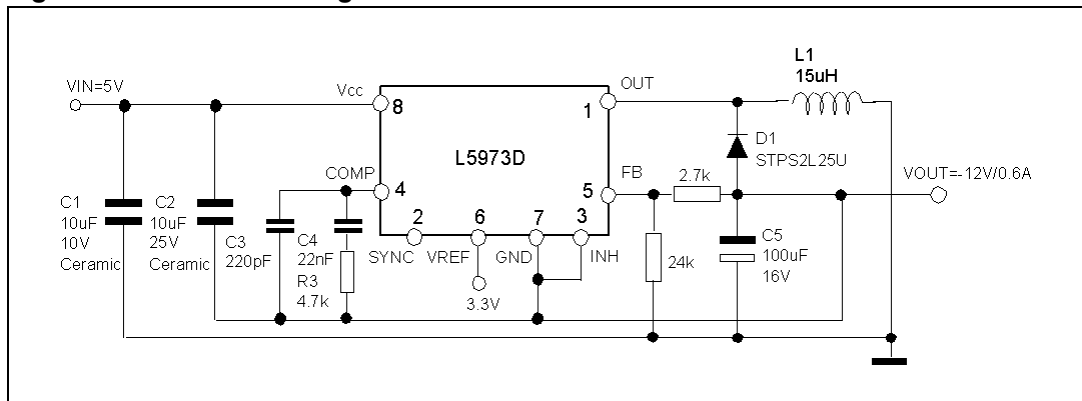 VIN=5V
Vcc
8
L5973D
1
OUT
L1
15uH
D1
STPS2L25U
COMP
4
5
FB
2.7k
VOUT=-12V/0.6A
C1
10uF
10V
Ceramic
C2
10uF
25V
Ceramic
C3
220pF
C4
22nF
R3
4.7k
2
SYNC
6
VREF
3.3V
7
GND
3
INH
24k
C5
100uF
16V